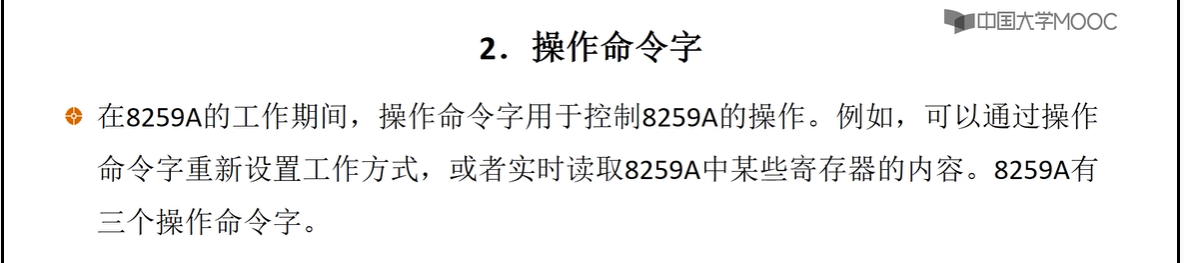 中国大学MOOC
2. 操作命令字
在8259A的工作期间，操作命令字用于控制8259A的操作。例如，可以通过操作
命令字重新设置工作方式，或者实时读取8259A中某些寄存器的内容。8259A有
三个操作命令字。